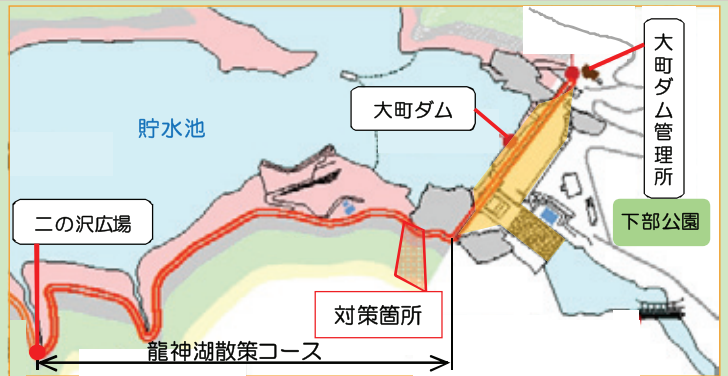 大町ダム管理所
大町ダム
貯水池
二の沢広場
下部公園
対策箇所
龍神湖散策コース